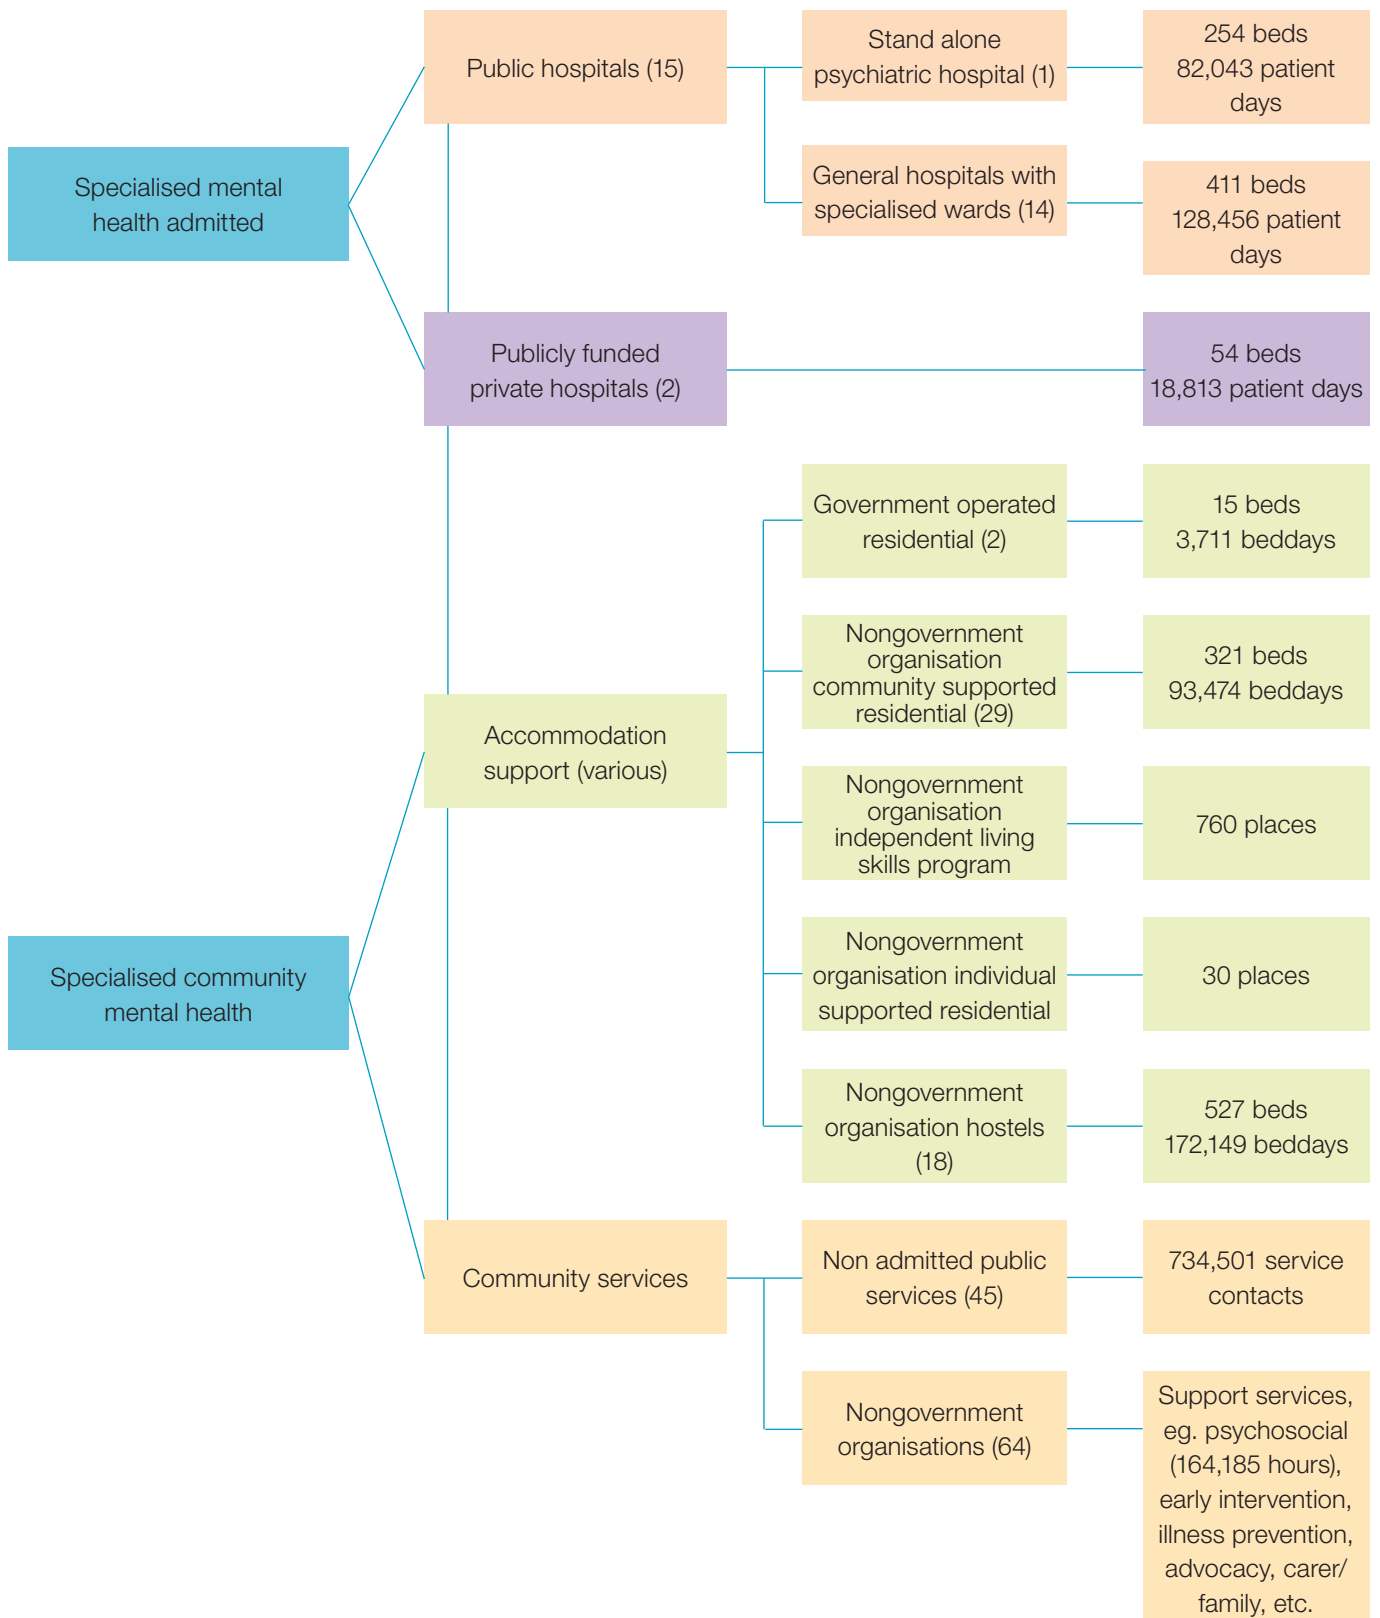 Specialised mental
health admitted
Public hospitals (15)
Stand alone
psychiatric hospital (1)
254 beds
82,043 patient
days
General hospitals with
specialised wards (14)
411 beds
128,456 patient
days
Publicly funded
private hospitals (2)
54 beds
18,813 patient days
Specialised community
mental health
Accommodation
support (various)
Government operated
residential (2)
15 beds
3,711 beddays
Nongovernment
organisation
community supported
residential (29)
321 beds
93,474 beddays
Nongovernment
organisation
independent living
skills program
760 places
Nongovernment
organisation individual
supported residential
30 places
Nongovernment
organisation hostels
(18)
527 beds
172,149 beddays
Community services
Non admitted public
services (45)
734,501 service
contacts
Nongovernment
organisations (64)
Support services,
eg. psychosocial
(164,185 hours),
early intervention,
illness prevention,
advocacy, carer/
family, etc.